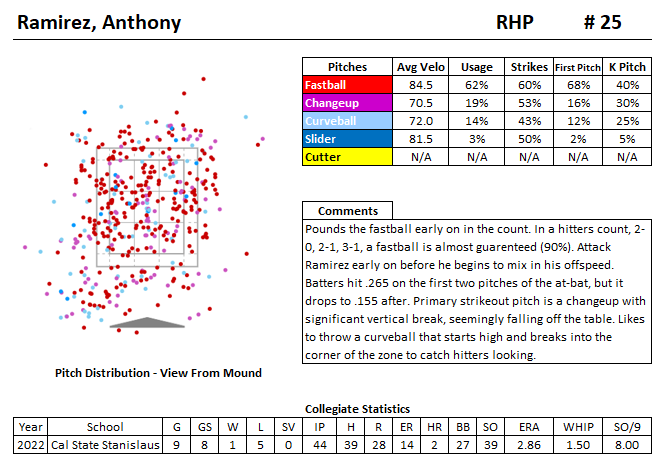 Ramirez, Anthony RHP # 25
Pitches Avg Velo Usage Strikes First Pitch K Pitch
Fastball 84.5 62% 60% 68% 40%
Changeup 70.5 19% 53% 16% 30%
Curveball 72.0 14% 43% 12% 25%
Slider 81.5 3% 50% 2% 5%
Cutter N/A N/A N/A N/A N/A
Comments
Pounds the fastball early on in the count. In a hitters count, 2-
0, 2-1, 3-1, a fastball is almost guarenteed (90%). Attack
Ramirez early on before he begins to mix in his offspeed.
Batters hit .265 on the first two pitches of the at-bat, but it
drops to .155 after. Primary strikeout pitch is a changeup with
significant vertical break, seemingly falling off the table. Likes
to throw a curveball that starts high and breaks into the
corner of the zone to catch hitters looking.
Pitch Distribution - View From Mound
Collegiate Statistics
Year School G GS W L SV IP H R ER HR BB SO ERA WHIP SO/9
2022 Cal State Stanislaus 9 8 1 5 0 44 39 28 14 2 27 39 2.86 1.50 8.00